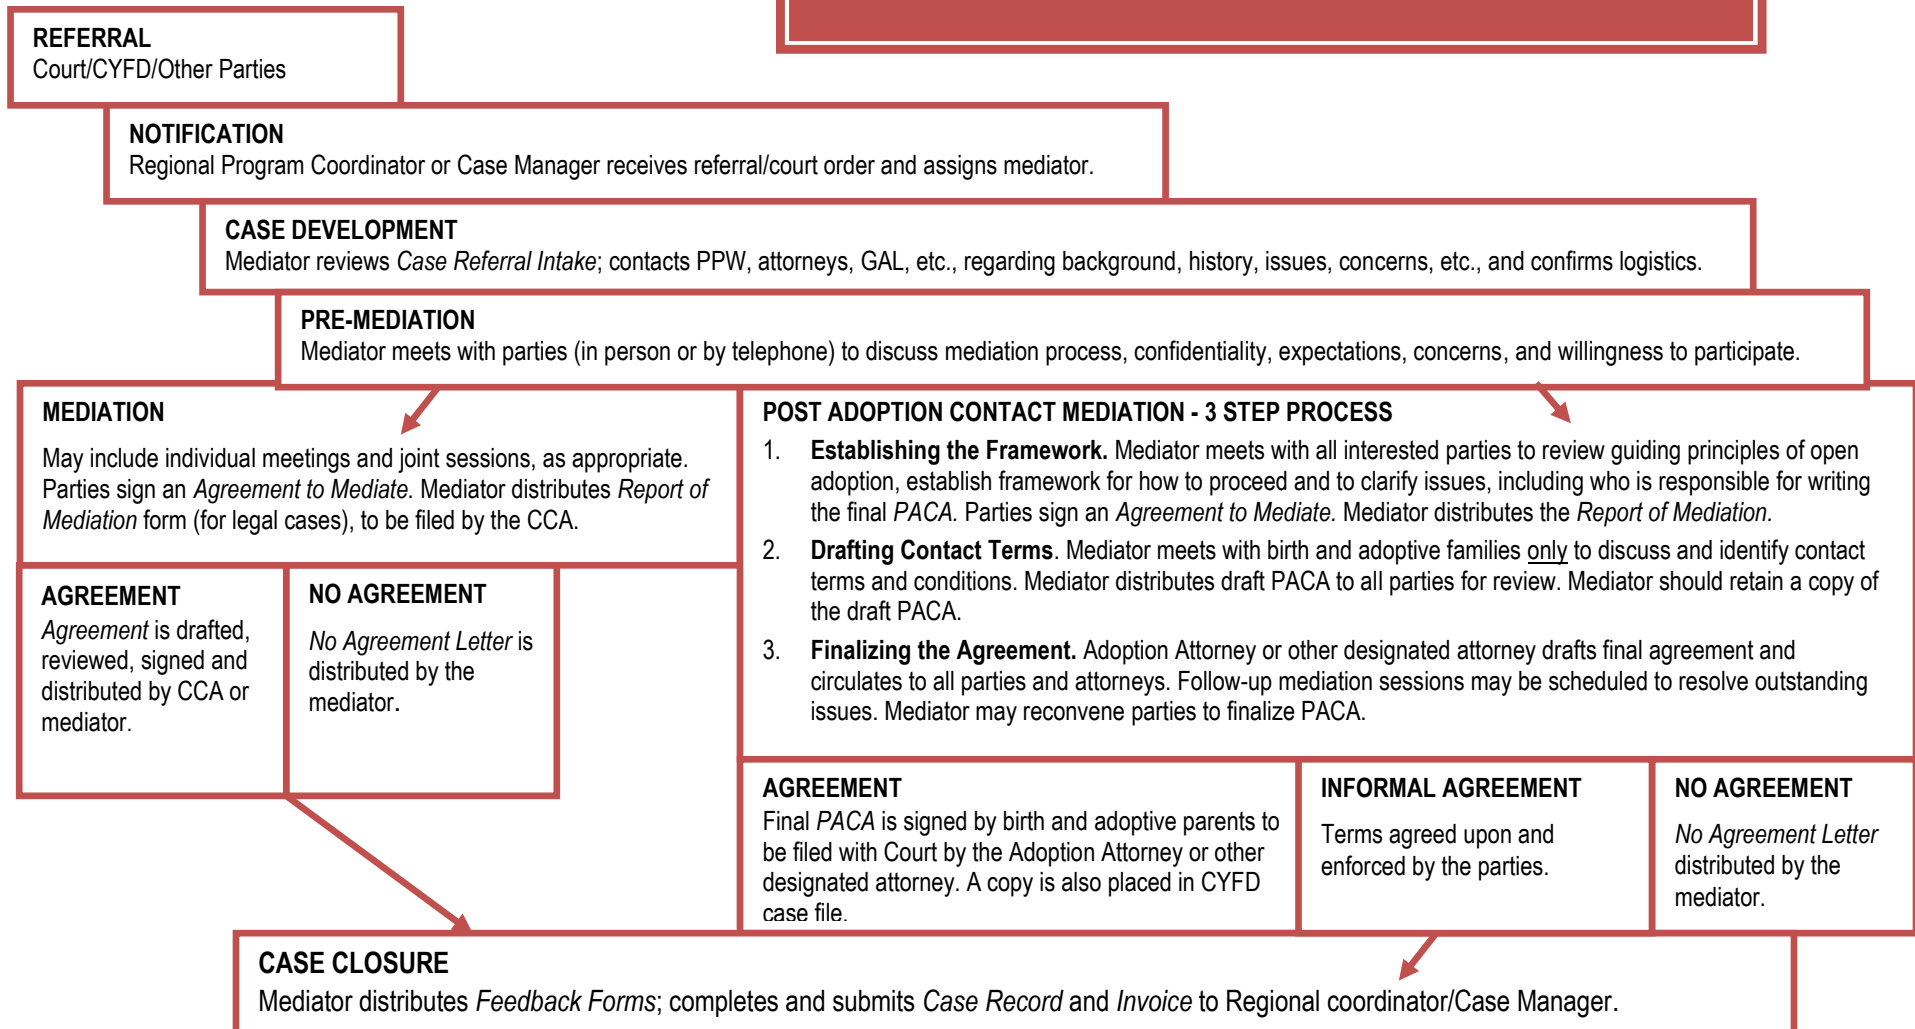 REFERRAL
Court/CYFD/Other Parties
NOTIFICATION
Regional Program Coordinator or Case Manager receives referral/court order and assigns mediator.
CASE DEVELOPMENT
Mediator reviews Case Referral Intake; contacts PPW, attorneys, GAL, etc., regarding background, history, issues, concerns, etc., and confirms logistics.
PRE-MEDIATION
Mediator meets with parties (in person or by telephone) to discuss mediation process, confidentiality, expectations, concerns, and willingness to participate.
MEDIATION
May include individual meetings and joint sessions, as appropriate.
Parties sign an Agreement to Mediate. Mediator distributes Report of
Mediation form (for legal cases), to be filed by the CCA.
AGREEMENT
Agreement is drafted,
reviewed, signed and
distributed by CCA or
mediator.
NO AGREEMENT
No Agreement Letter is
distributed by the
mediator.
POST ADOPTION CONTACT MEDIATION - 3 STEP PROCESS
1. Establishing the Framework. Mediator meets with all interested parties to review guiding principles of open
adoption, establish framework for how to proceed and to clarify issues, including who is responsible for writing
the final PACA. Parties sign an Agreement to Mediate. Mediator distributes the Report of Mediation.
2. Drafting Contact Terms. Mediator meets with birth and adoptive families only to discuss and identify contact
terms and conditions. Mediator distributes draft PACA to all parties for review. Mediator should retain a copy of
the draft PACA.
3. Finalizing the Agreement. Adoption Attorney or other designated attorney drafts final agreement and
circulates to all parties and attorneys. Follow-up mediation sessions may be scheduled to resolve outstanding
issues. Mediator may reconvene parties to finalize PACA.
AGREEMENT
Final PACA is signed by birth and adoptive parents to
be filed with Court by the Adoption Attorney or other
designated attorney. A copy is also placed in CYFD
case file.
INFORMAL AGREEMENT
Terms agreed upon and
enforced by the parties.
NO AGREEMENT
No Agreement Letter
distributed by the
mediator.
CASE CLOSURE
Mediator distributes Feedback Forms; completes and submits Case Record and Invoice to Regional coordinator/Case Manager.